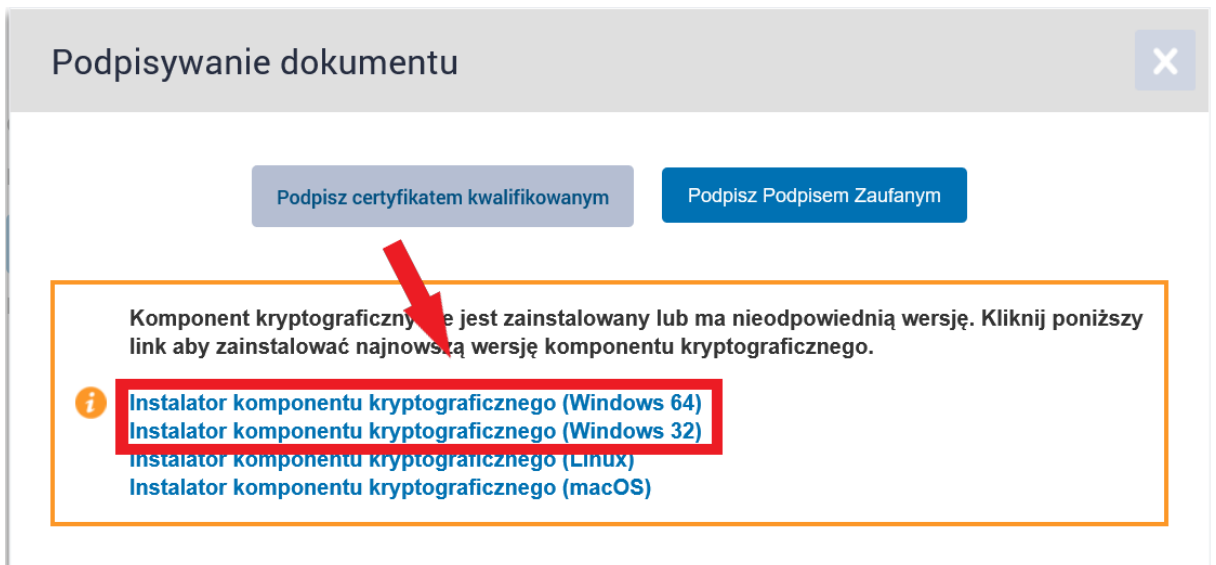 Podpisywanie dokumentu
Podpisz certyfikatem kwalifikowanym
Podpisz Podpisem Zaufanym
Komponent kryptograficzny e jest zainstalowany lub ma nieodpowiednią wersję. Kliknij poniższy
link aby zainstalować najnowszą wersję komponentu kryptograficznego.
Instalator komponentu kryptograficznego (Windows 64)
Instalator komponentu kryptograficznego (Windows 32)
Instalator komponentu kryptograficznego (Linux)
Instalator komponentu kryptograficznego (macOS)